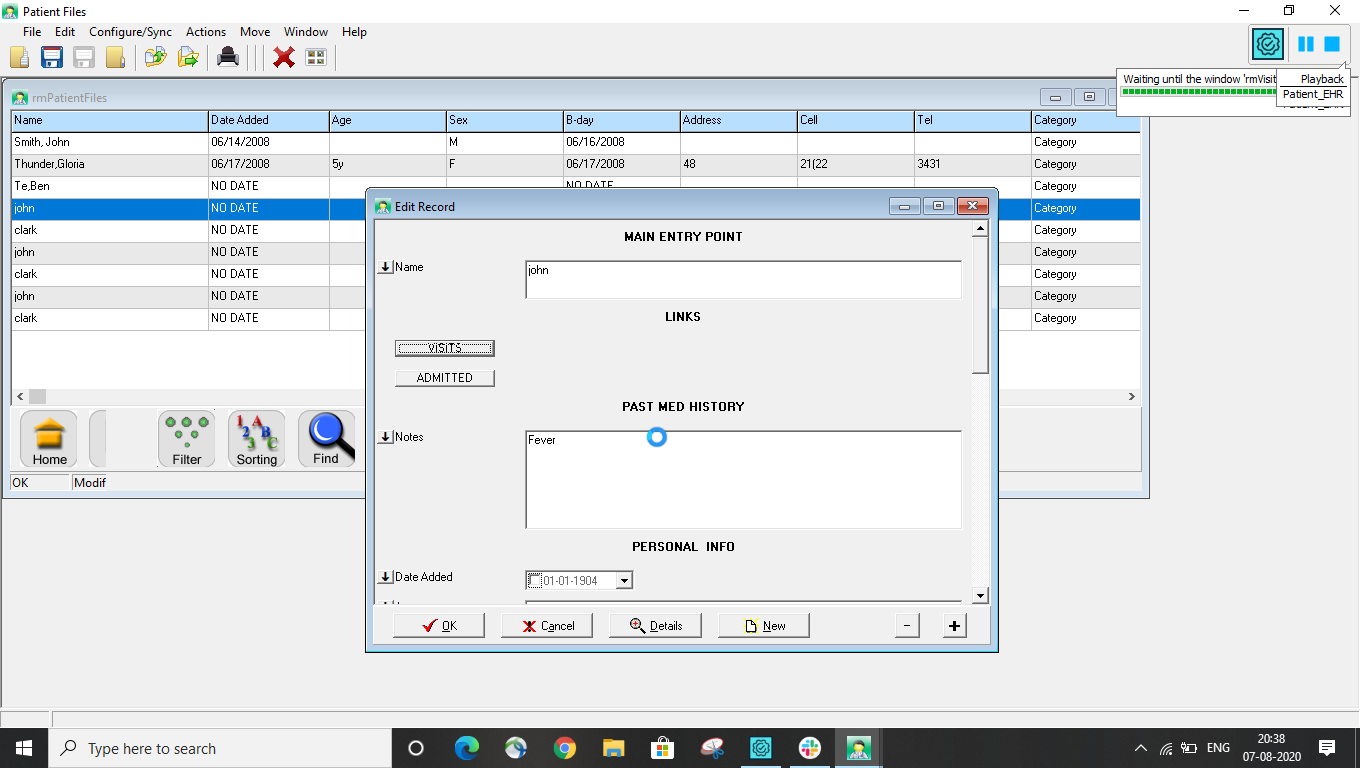 Patient Files
File Edit Configure/Sync Actions Move Window Help
Waiting until the window 'rmVisit
Playback
Patient_EHR
rmPatientFiles
Name Date Added Age Sex B-day Address Cell Tel Category
Smith, John 06/14/2008 M 06/16/2008 Category
Thunder,Gloria 06/17/2008 5y F 06/17/2008 48 21(22 3431 Category
Te,Ben NO DATE NO DATE Category
john NO DATE Category
clark NO DATE Category
john NO DATE Category
clark NO DATE Category
john NO DATE Category
clark NO DATE Category
Home Filter 1 2 3 A B C Sorting Find
OK Modif
Edit Record
MAIN ENTRY POINT
Name john
LINKS
VISITS
ADMITTED
PAST MED HISTORY
Notes Fever
PERSONAL INFO
Date Added 01-01-1904
OK Cancel Details New - +
Type here to search
ENG
20:38
07-08-2020